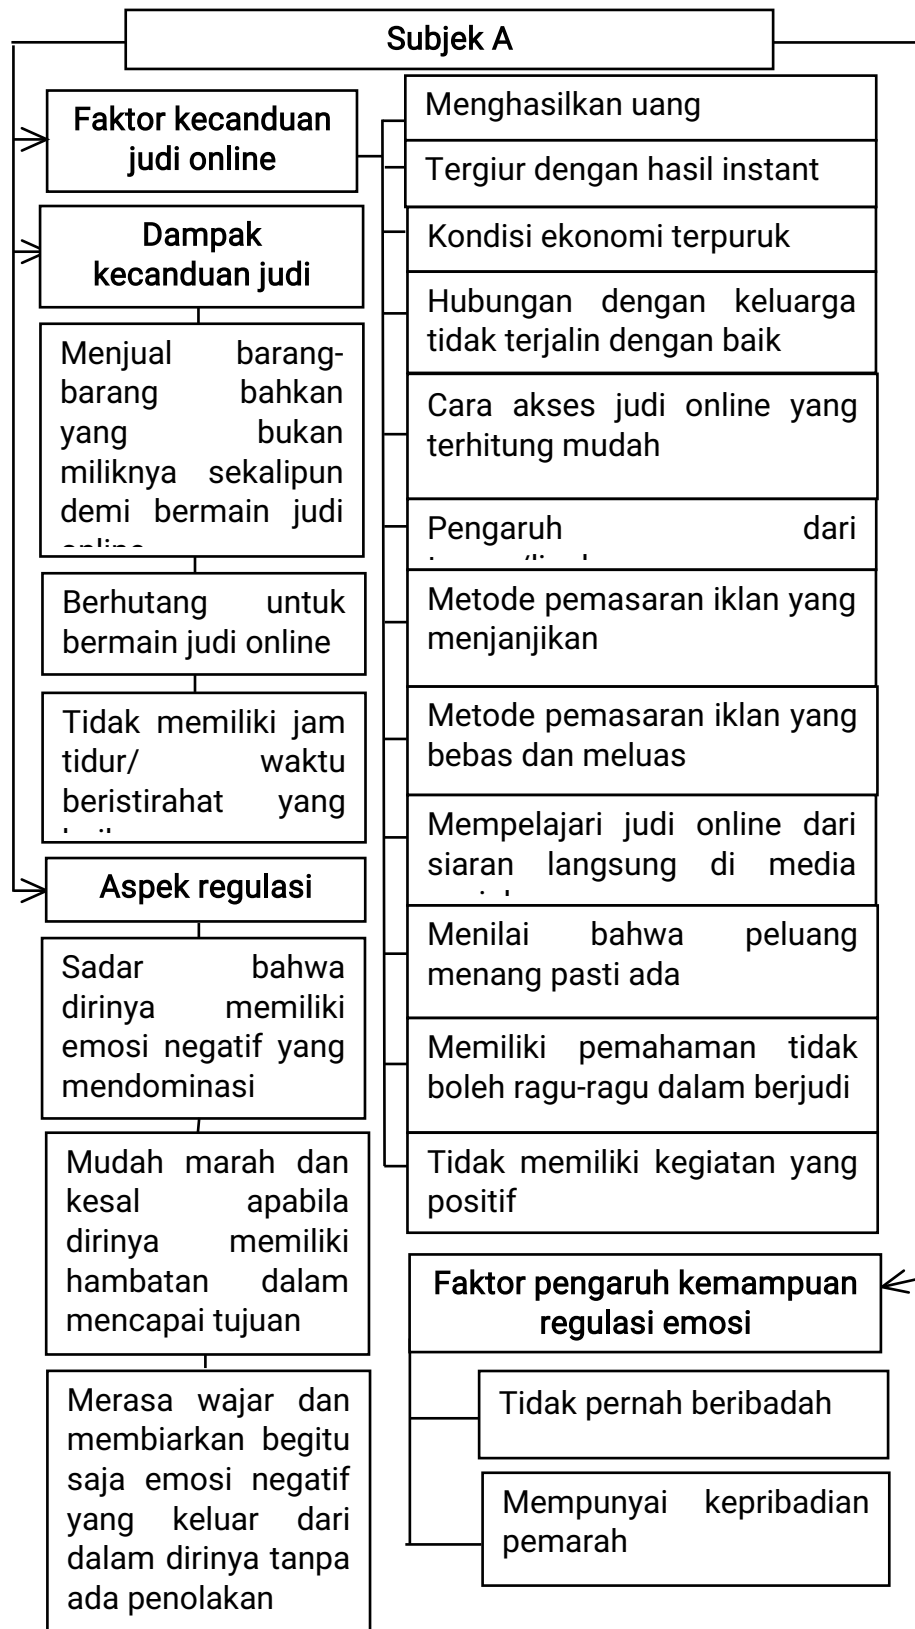 Subjek A
Faktor kecanduan
judi online
Menghasilkan uang
Tergiur dengan hasil instant
Kondisi ekonomi terpuruk
Hubungan dengan keluarga
tidak terjalin dengan baik
Cara akses judi online yang
terhitung mudah
Pengaruh dari
Metode pemasaran iklan yang
menjanjikan
Metode pemasaran iklan yang
bebas dan meluas
Mempelajari judi online dari
siaran langsung di media
Menilai bahwa peluang
menang pasti ada
Memiliki pemahaman tidak
boleh ragu-ragu dalam berjudi
Tidak memiliki kegiatan yang
positif
Dampak
kecanduan judi
Menjual barang-
barang bahkan
yang bukan
miliknya sekalipun
demi bermain judi
Berhutang untuk
bermain judi online
Tidak memiliki jam
tidur/ waktu
beristirahat yang
Aspek regulasi
Sadar bahwa
dirinya memiliki
emosi negatif yang
mendominasi
Mudah marah dan
kesal apabila
dirinya memiliki
hambatan dalam
mencapai tujuan
Merasa wajar dan
membiarkan begitu
saja emosi negatif
yang keluar dari
dalam dirinya tanpa
ada penolakan
Faktor pengaruh kemampuan
regulasi emosi
Tidak pernah beribadah
Mempunyai kepribadian
pemarah